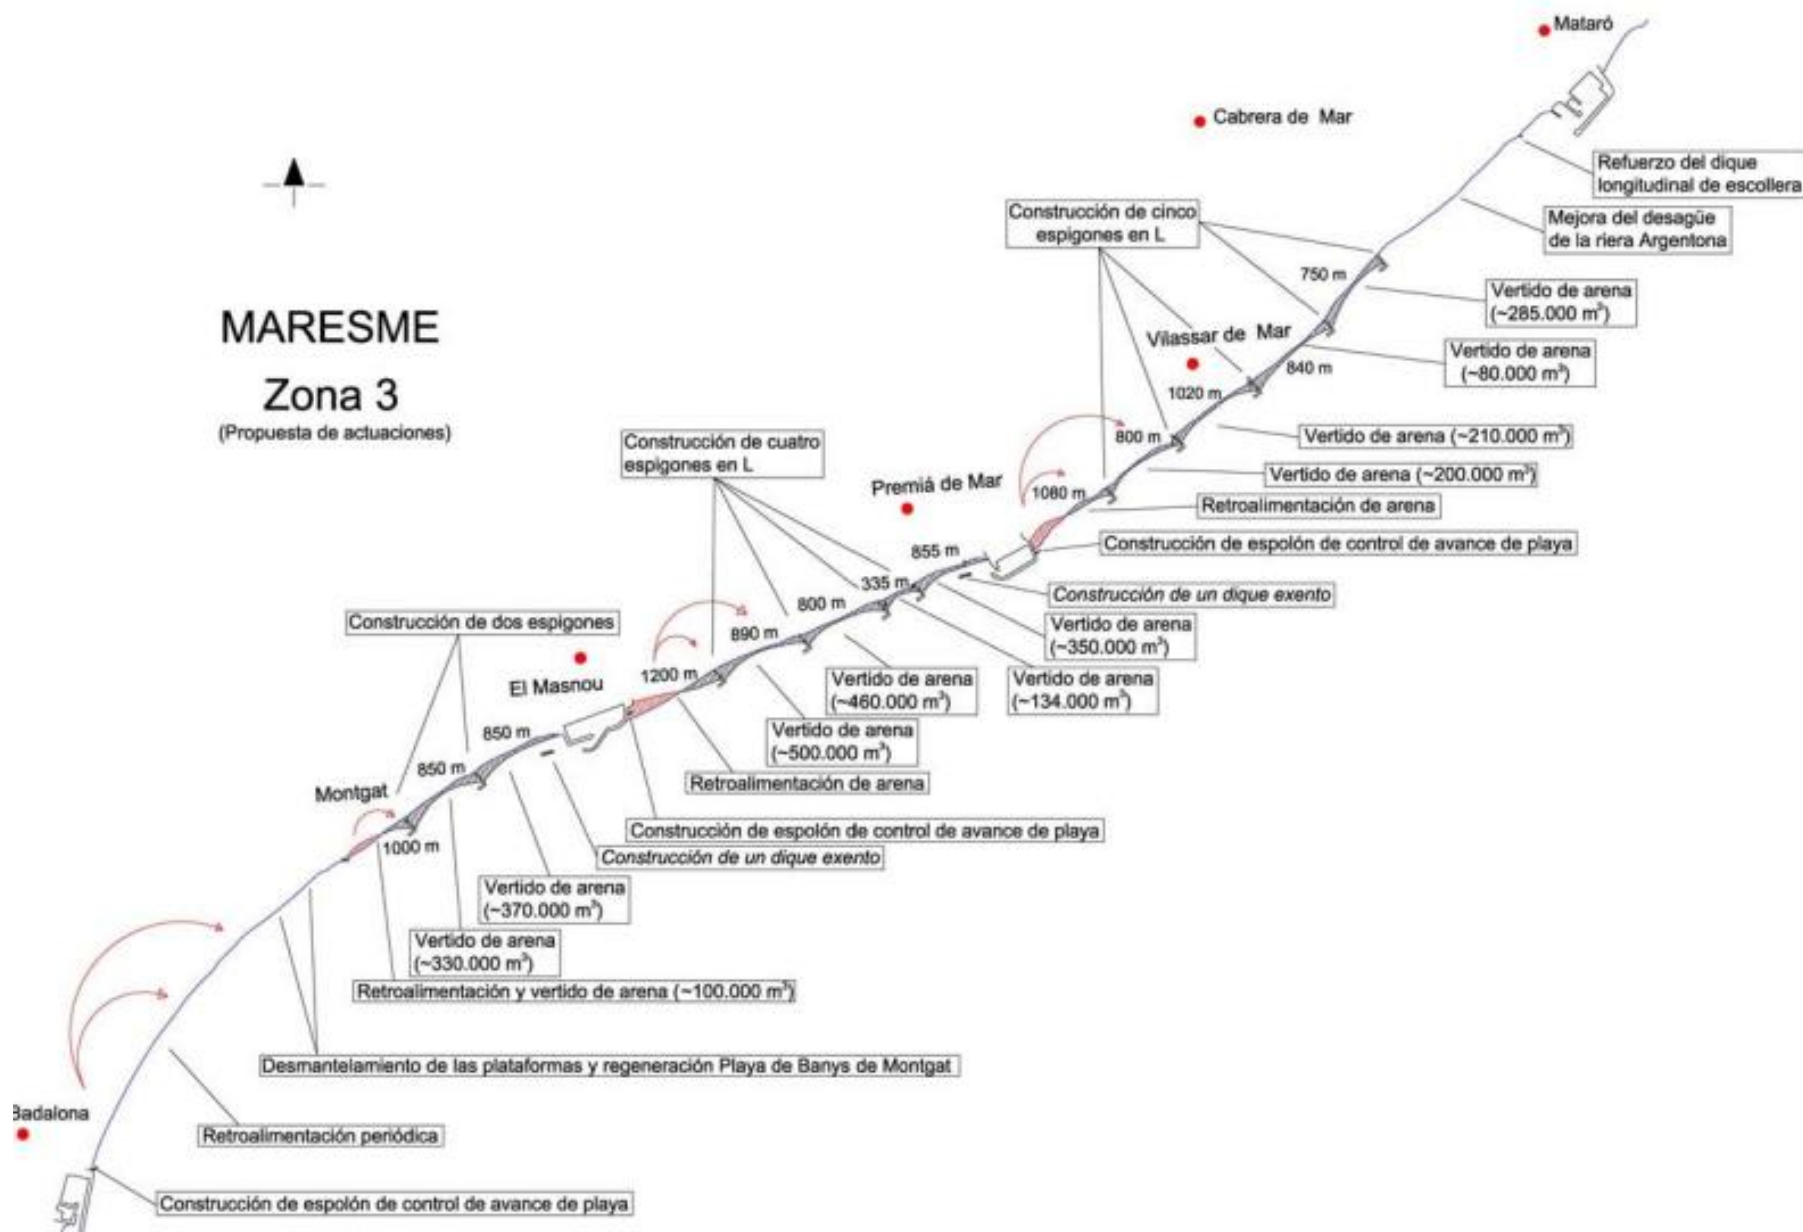 Mataró
Cabrera de Mar
Refuerzo del dique
longitudinal de escollera
Construcción de cinco
espigones en L
Mejora del desagüe
de la riera Argentona
750 m
Vertido de arena
(~285.000 m³)
MARESME
Zona 3
(Propuesta de actuaciones)
Vilassar de Mar
840 m
Vertido de arena
(~80.000 m³)
1020 m
Construcción de cuatro
espigones en L
800 m
Vertido de arena (~210.000 m³)
Vertido de arena (~200.000 m³)
Premiá de Mar
1080 m
Retroalimentación de arena
Construcción de espolón de control de avance de playa
855 m
335 m
Construcción de un dique exento
800 m
Construcción de dos espigones
890 m
Vertido de arena
(~350.000 m³)
1200 m
El Masnou
Vertido de arena
(~460.000 m³)
Vertido de arena
(~134.000 m³)
850 m
Vertido de arena
(~500.000 m³)
850 m
Retroalimentación de arena
Montgat
Construcción de espolón de control de avance de playa
1000 m
Construcción de un dique exento
Vertido de arena
(~370.000 m³)
Vertido de arena
(~330.000 m³)
Retroalimentación y vertido de arena (~100.000 m³)
Desmantelamiento de las plataformas y regeneración Playa de Banys de Montgat
Badalona
Retroalimentación periódica
Construcción de espolón de control de avance de playa